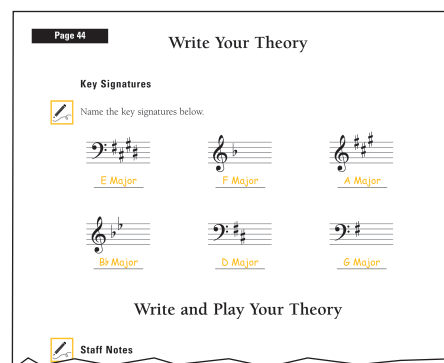 Page 44
Write Your Theory
Key Signatures
Name the key signatures below.
E Major F Major A Major
B♭ Major D Major G Major
Write and Play Your Theory
Staff Notes